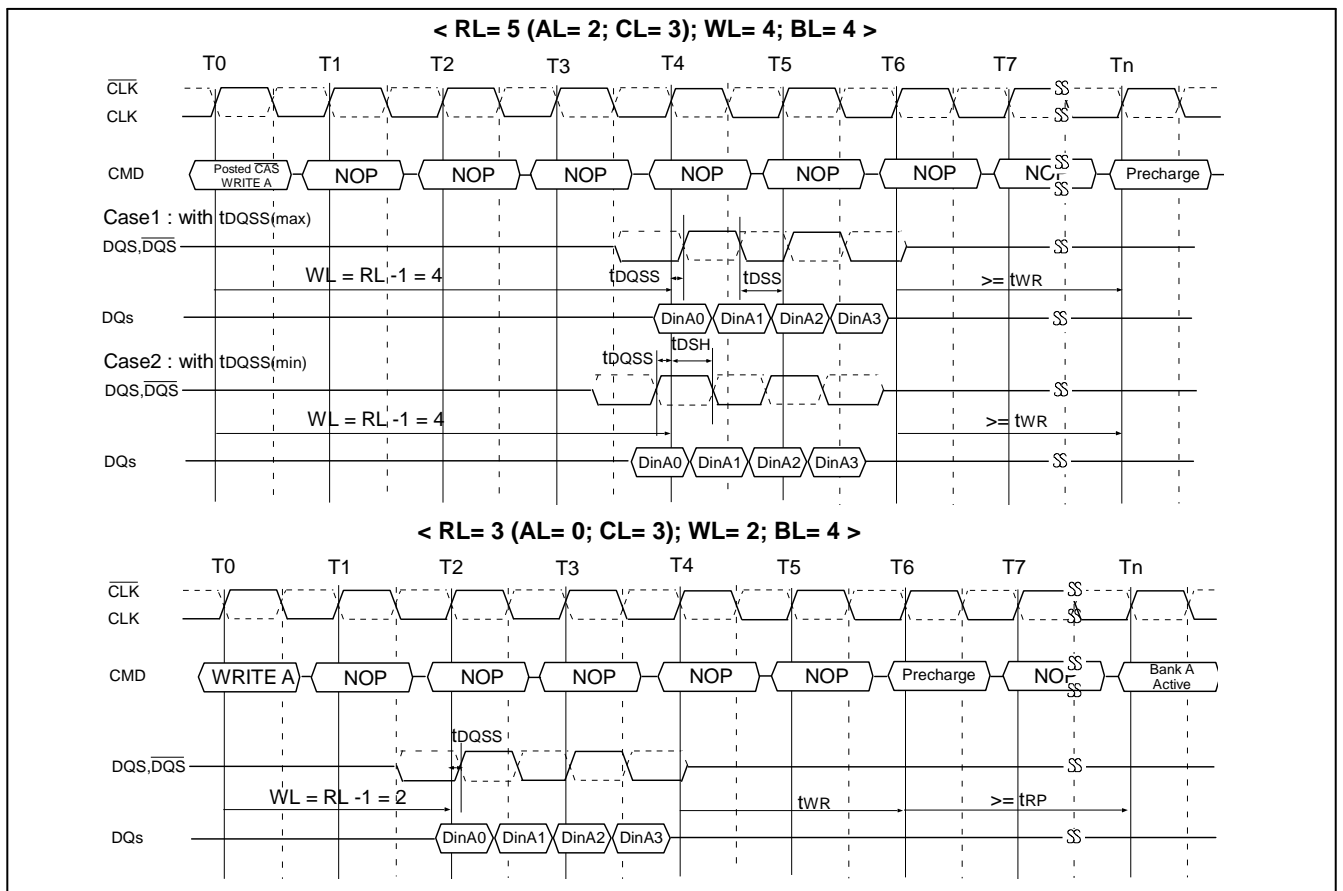 < RL= 5 (AL= 2; CL= 3); WL= 4; BL= 4 >
T0 T1 T2 T3 T4 T5 T6 T7 Tn
CLK
CLK
CMD Posted CAS WRITE A NOP NOP NOP NOP NOP NOP NOP Precharge
Case1 : with tDQSS(max)
DQS,DQS
WL = RL -1 = 4 tDQSS tDSS >= tWR
DQs DinA0 DinA1 DinA2 DinA3
Case2 : with tDQSS(min) tDQSS tDSH
DQS,DQS
WL = RL -1 = 4 >= tWR
DQs DinA0 DinA1 DinA2 DinA3
< RL= 3 (AL= 0; CL= 3); WL= 2; BL= 4 >
T0 T1 T2 T3 T4 T5 T6 T7 Tn
CLK
CLK
CMD WRITE A NOP NOP NOP NOP NOP Precharge NOP Bank A Active
tDQSS
DQS,DQS
WL = RL -1 = 2 tWR >= tRP
DQs DinA0 DinA1 DinA2 DinA3